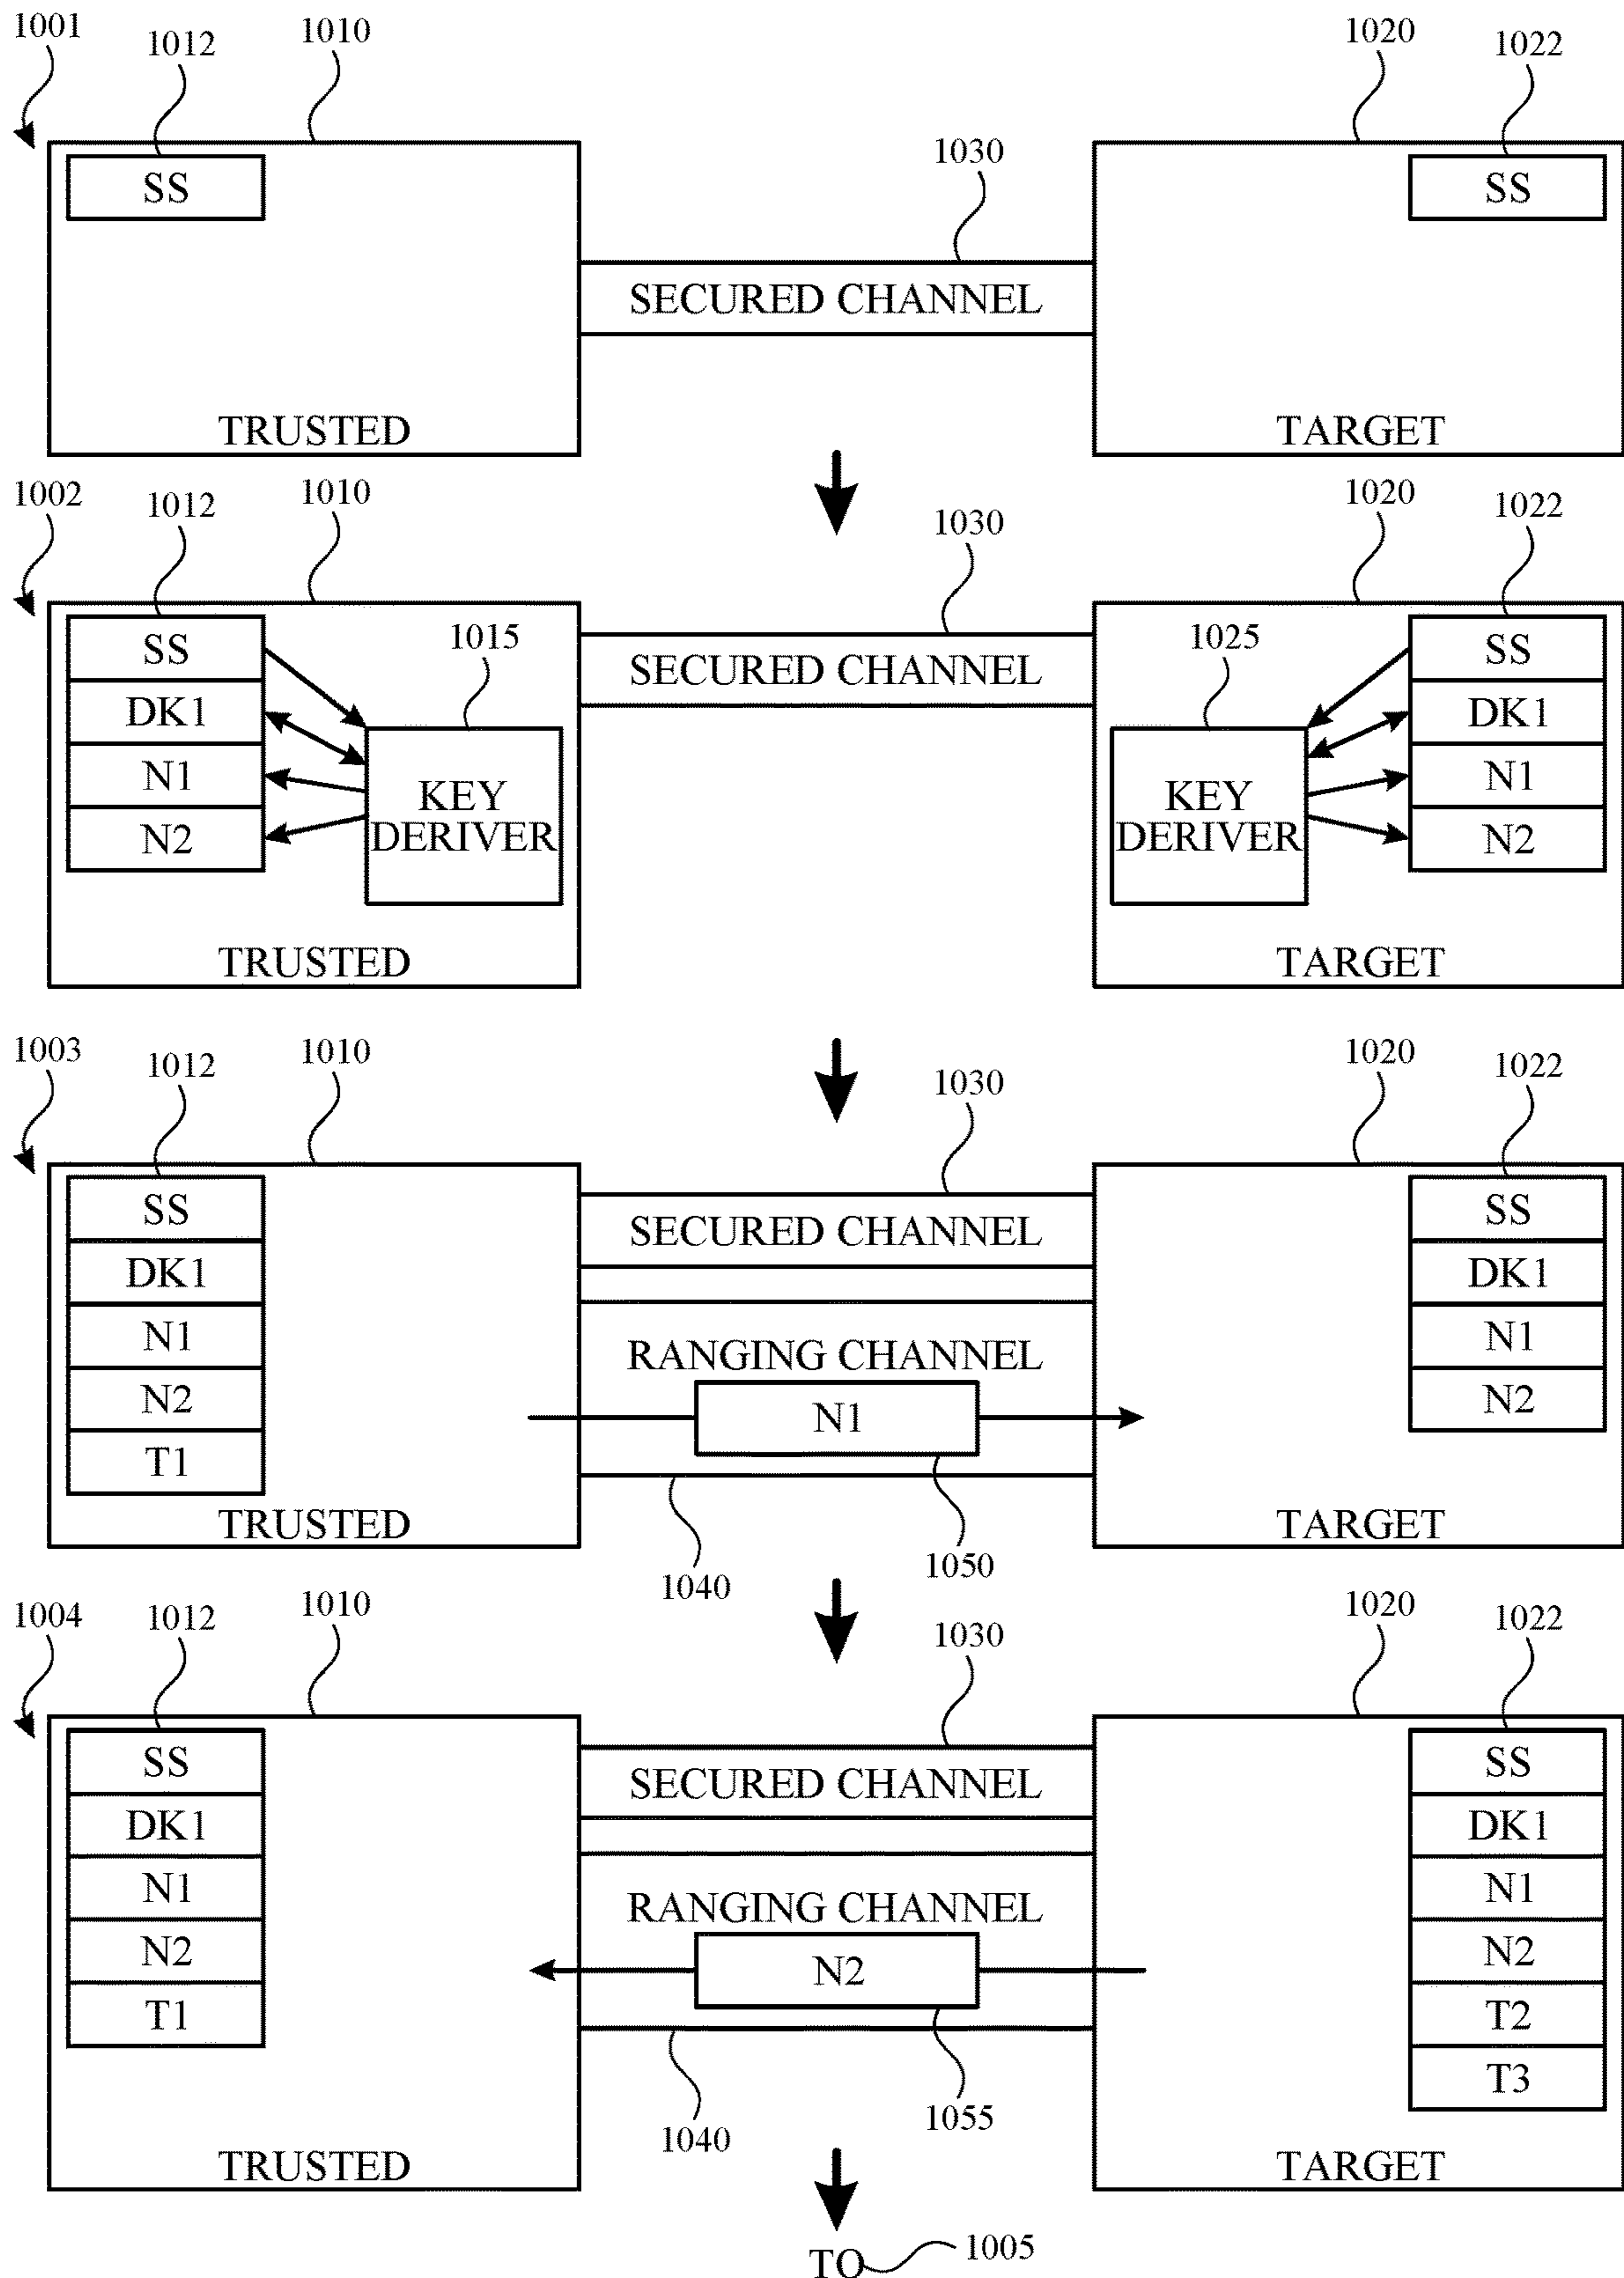 1001
1012
1010
1020
1022
SS
1030
SS
SECURED CHANNEL
TRUSTED
TARGET
1002
1012
1010
1030
1020
1022
SS
DK1
N1
N2
1015
KEY
DERIVER
SECURED CHANNEL
1025
KEY
DERIVER
SS
DK1
N1
N2
TRUSTED
TARGET
1003
1012
1010
1030
1020
1022
SS
DK1
N1
N2
T1
SECURED CHANNEL
RANGING CHANNEL
N1
SS
DK1
N1
N2
TRUSTED
TARGET
1040
1050
1004
1012
1010
1030
1020
1022
SS
DK1
N1
N2
T1
SECURED CHANNEL
RANGING CHANNEL
N2
SS
DK1
N1
N2
T2
T3
1040
1055
TRUSTED
TARGET
TO
1005